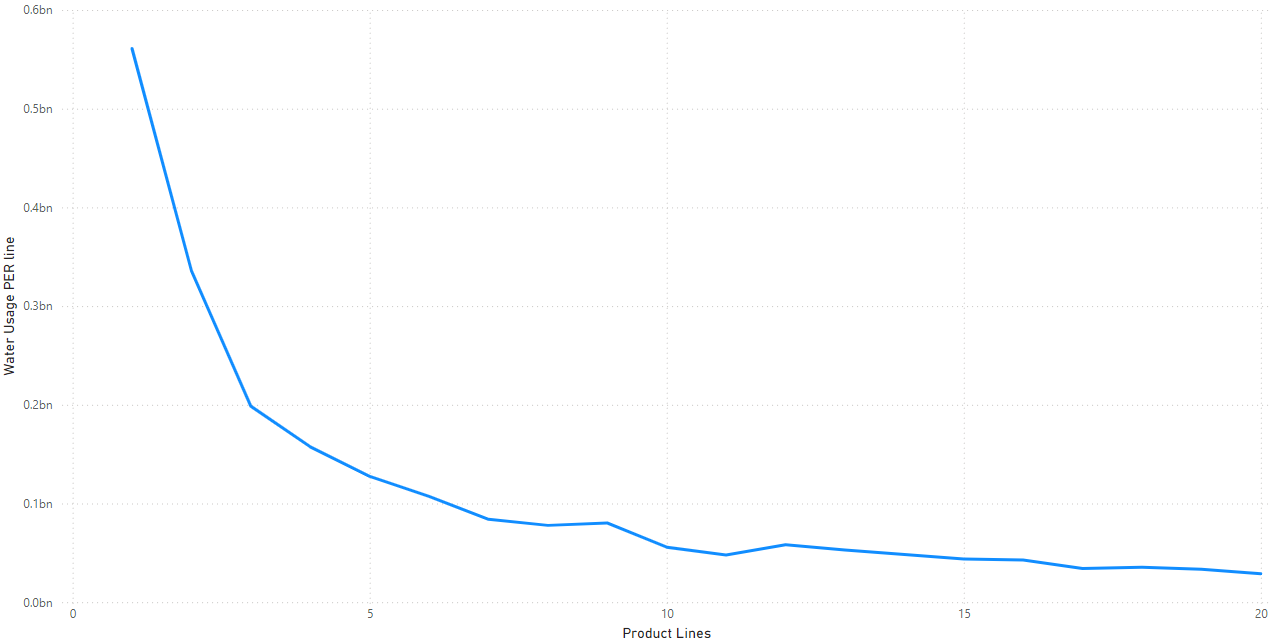 0.6bn
0.5bn
0.4bn
0.3bn
0.2bn
0.1bn
0.0bn
Water Usage PER line
0
5
10
15
20
Product Lines